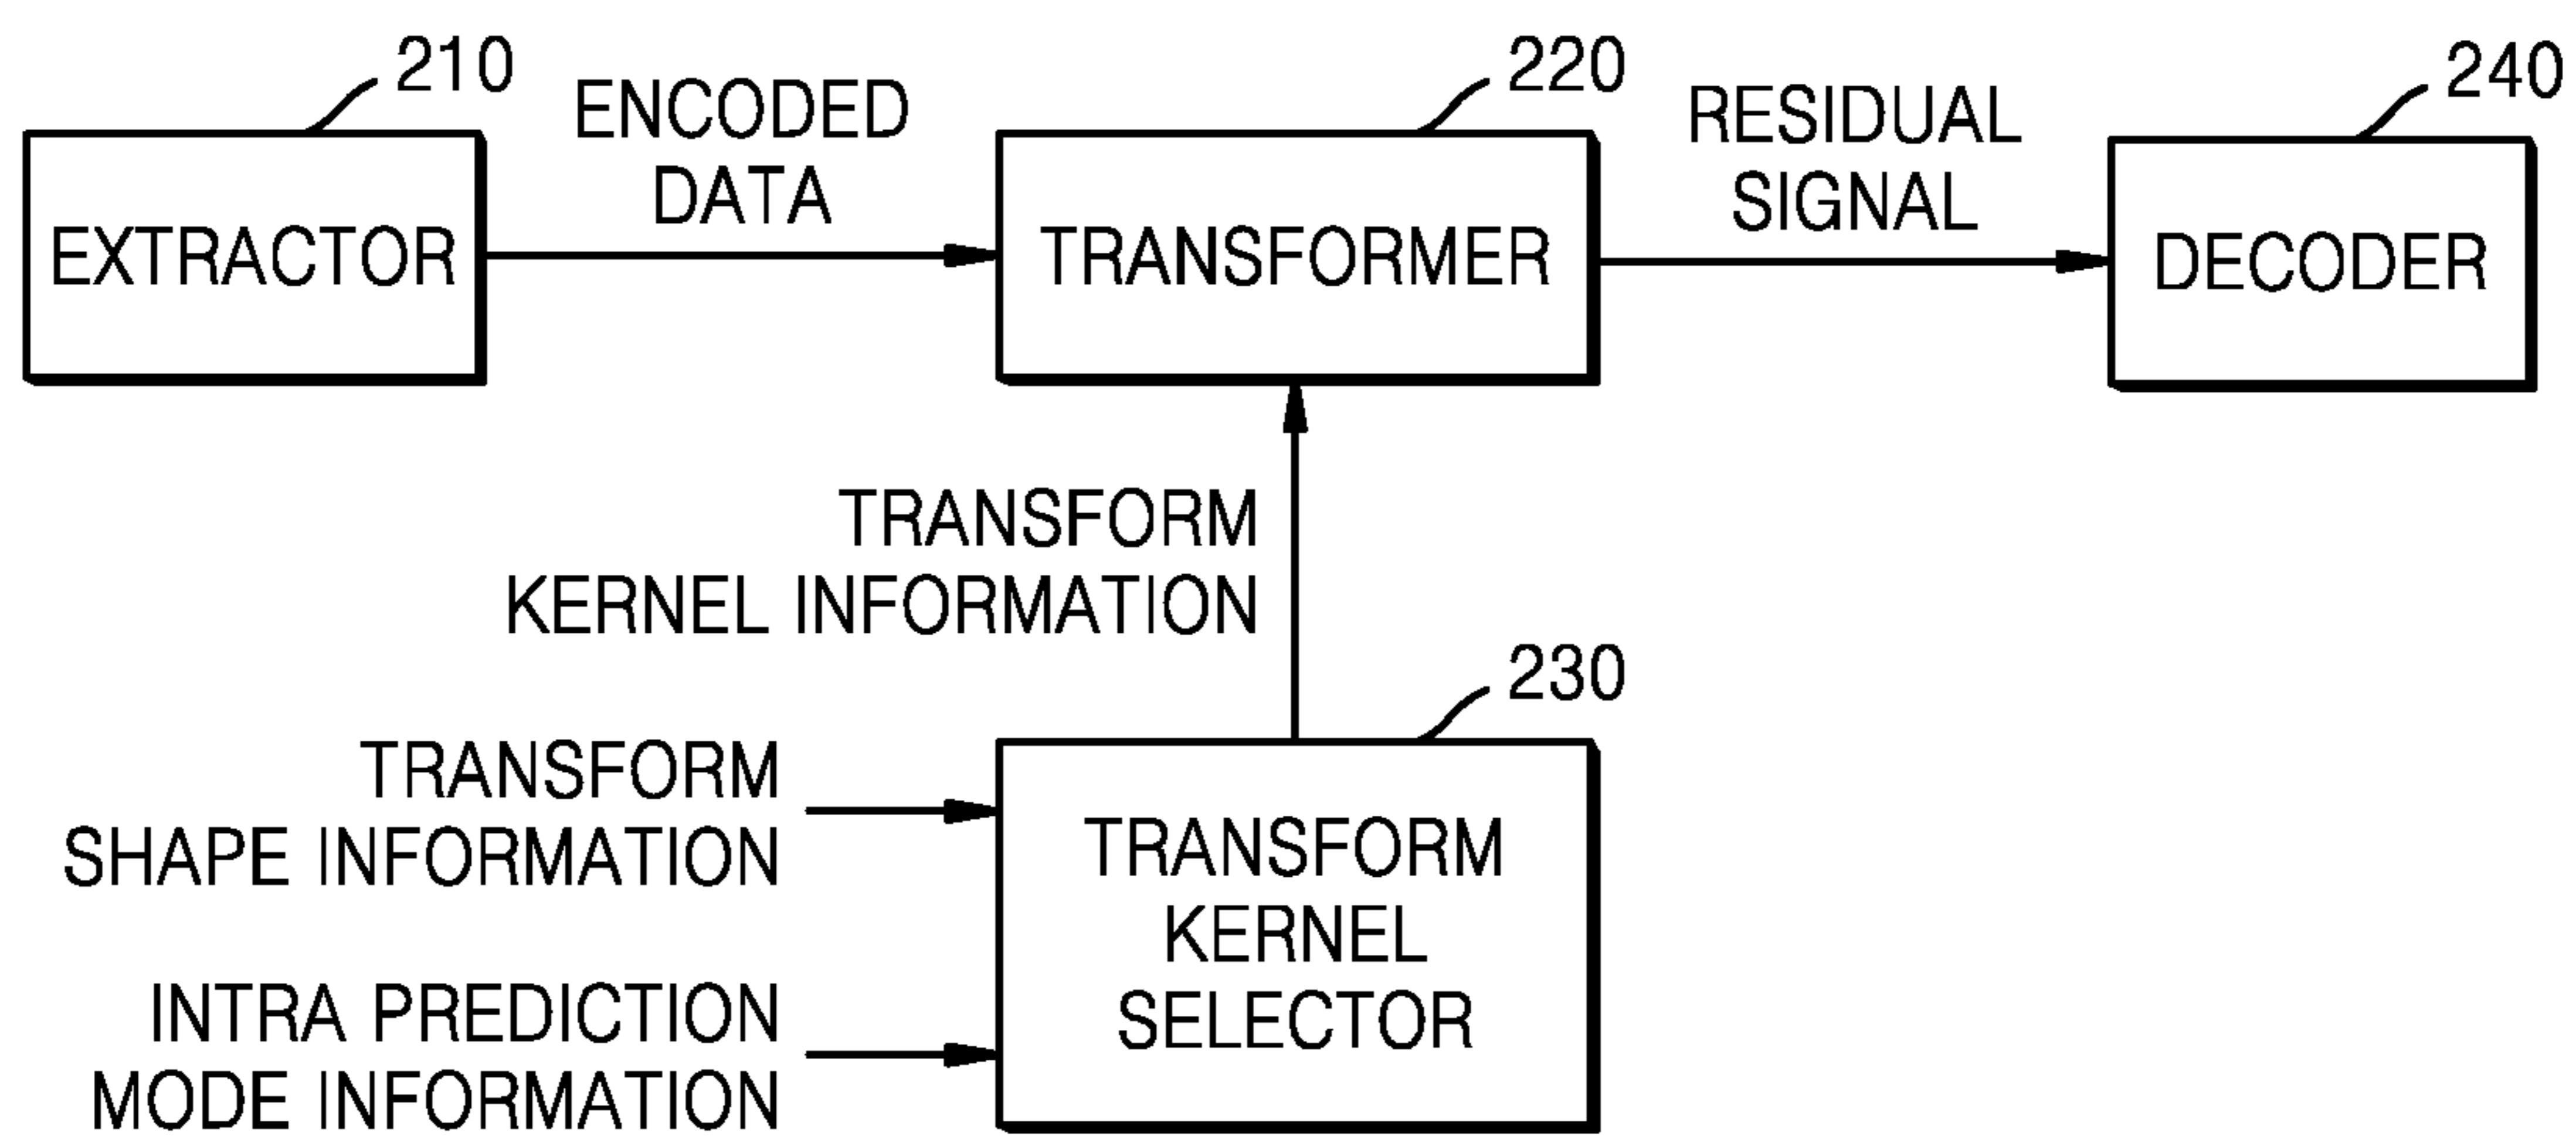 210
ENCODED
DATA
EXTRACTOR
220
TRANSFORMER
RESIDUAL
SIGNAL
240
DECODER
TRANSFORM
KERNEL INFORMATION
230
TRANSFORM
SHAPE INFORMATION
INTRA PREDICTION
MODE INFORMATION
TRANSFORM
KERNEL
SELECTOR